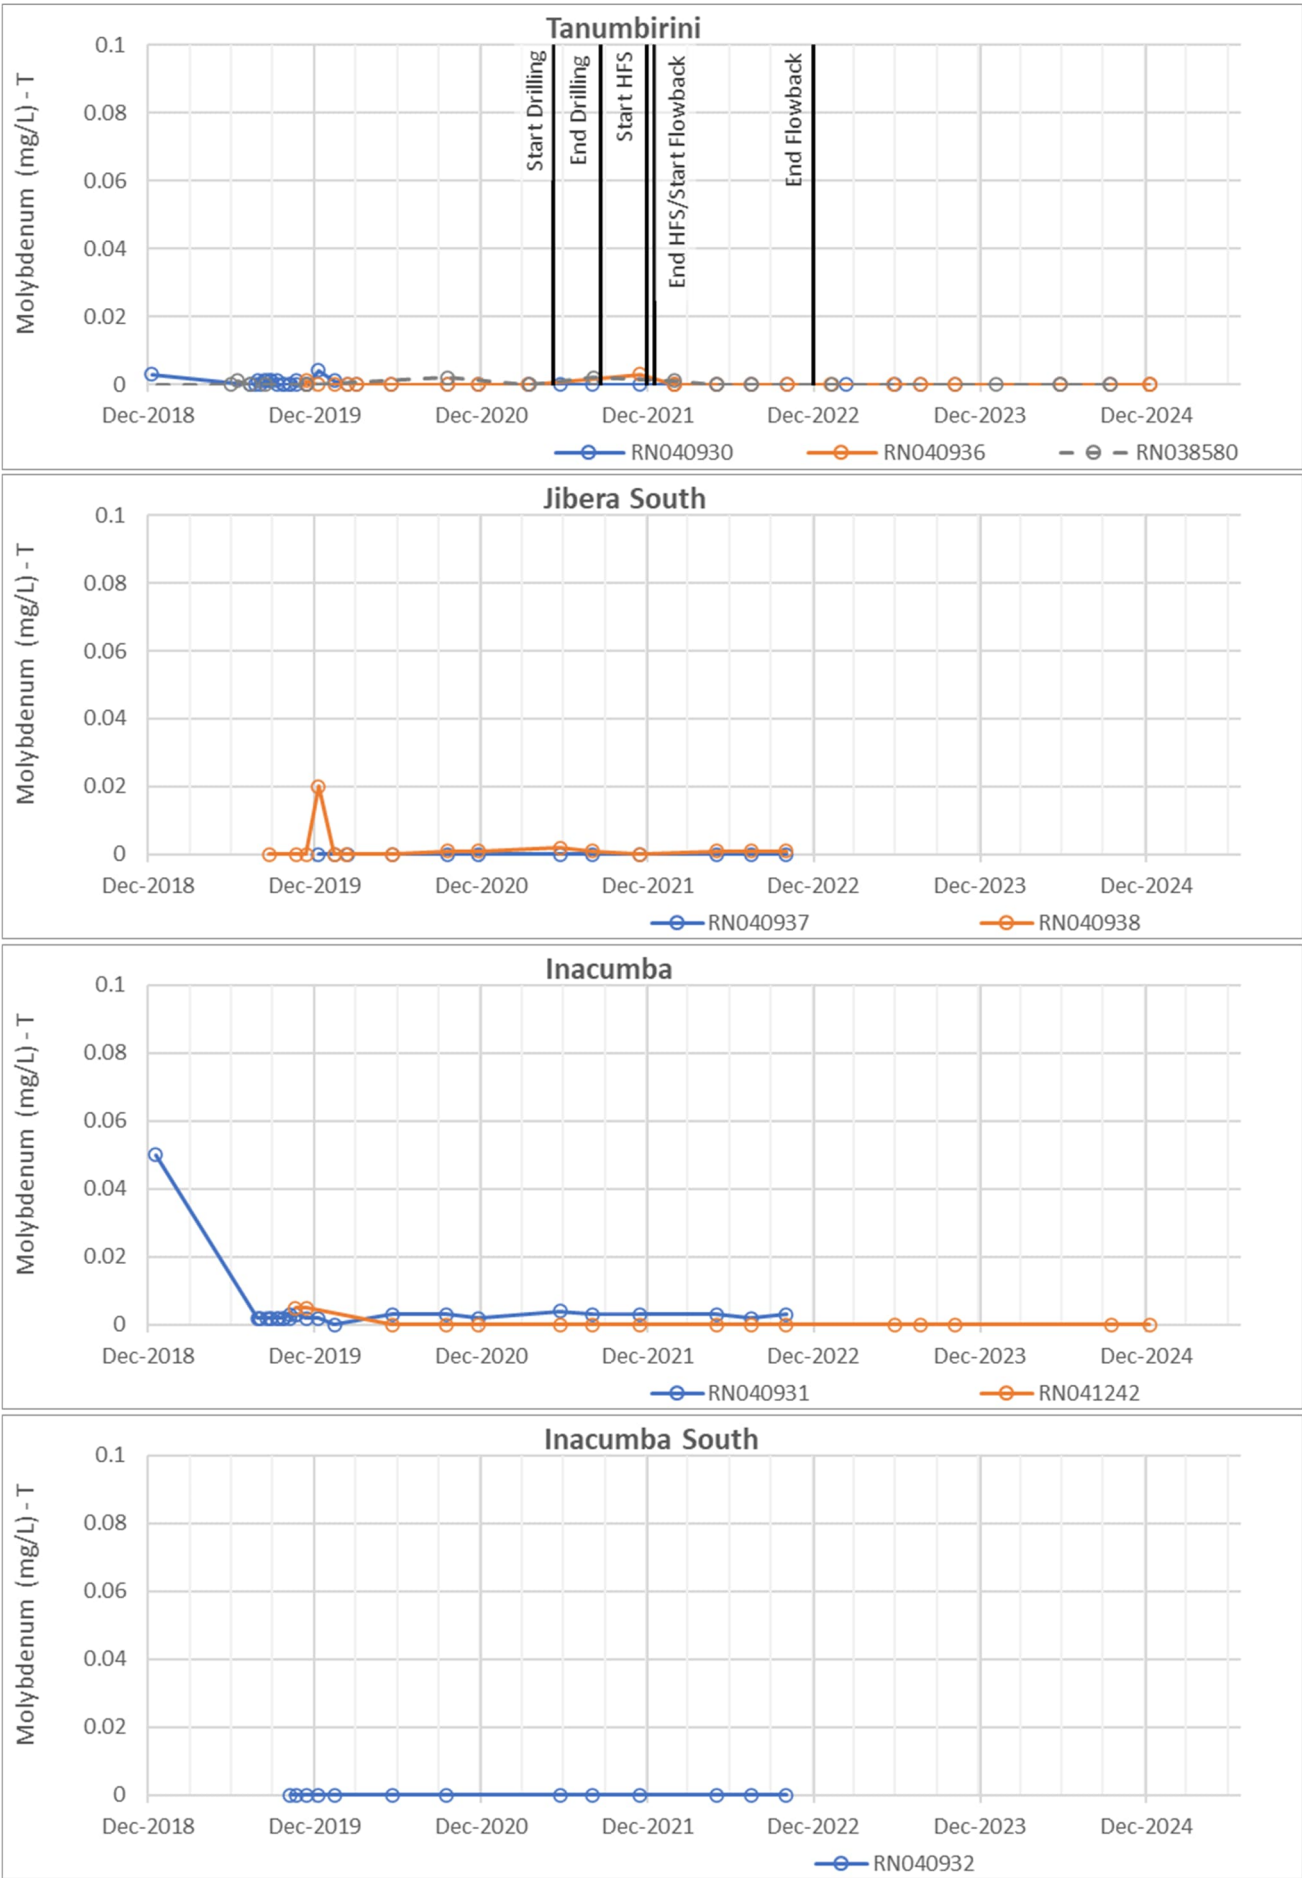 Tanumbirini
Molybdenum (mg/L) - T
0.1
0.08
0.06
0.04
0.02
0
Start Drilling
End Drilling
Start HFS
End HFS/Start Flowback
End Flowback
Dec-2018 Dec-2019 Dec-2020 Dec-2021 Dec-2022 Dec-2023 Dec-2024
RN040930 RN040936 RN038580
Jibera South
Molybdenum (mg/L) - T
0.1
0.08
0.06
0.04
0.02
0
Dec-2018 Dec-2019 Dec-2020 Dec-2021 Dec-2022 Dec-2023 Dec-2024
RN040937 RN040938
Inacumba
Molybdenum (mg/L) - T
0.1
0.08
0.06
0.04
0.02
0
Dec-2018 Dec-2019 Dec-2020 Dec-2021 Dec-2022 Dec-2023 Dec-2024
RN040931 RN041242
Inacumba South
Molybdenum (mg/L) - T
0.1
0.08
0.06
0.04
0.02
0
Dec-2018 Dec-2019 Dec-2020 Dec-2021 Dec-2022 Dec-2023 Dec-2024
RN040932